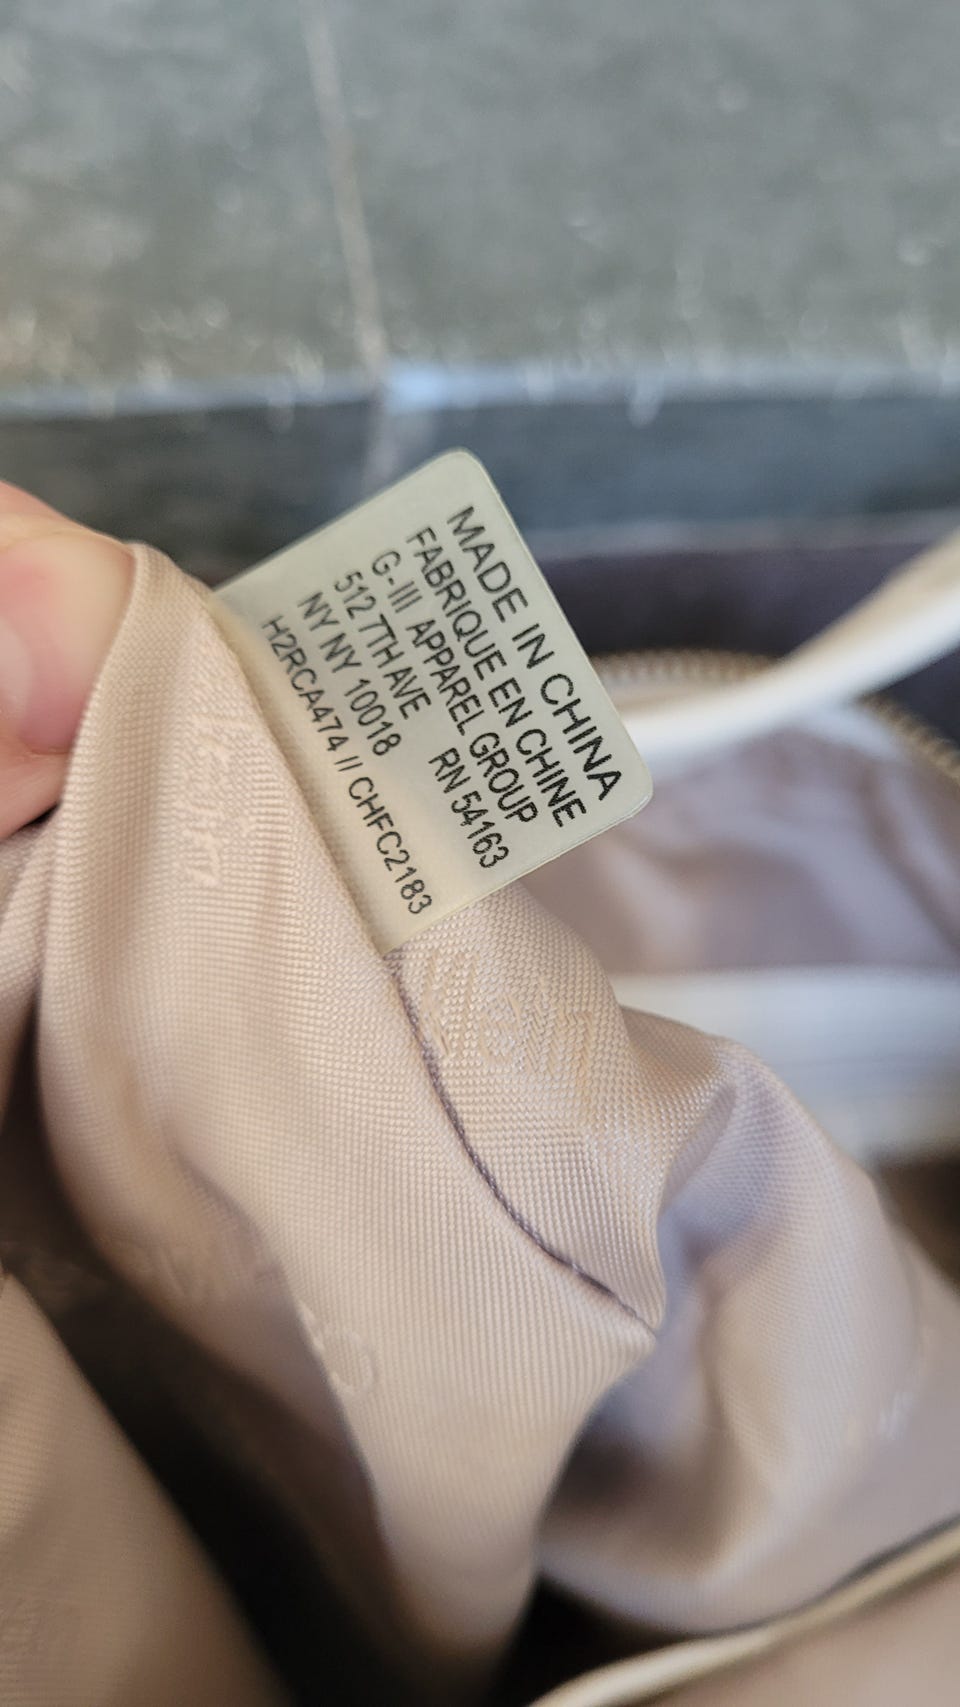 MADE IN CHINA
FABRIQUE EN CHINE
G-III APPAREL GROUP
512 7TH AVE RN 54163
NY NY 10018
H2RCA474 // CHFC2183